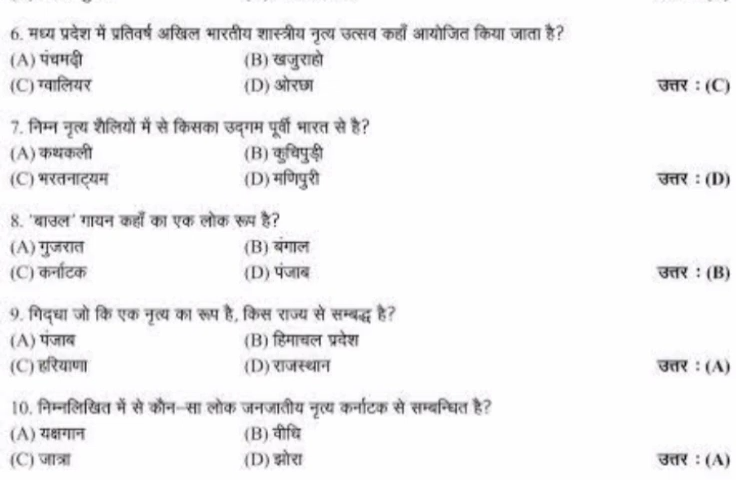 6. मध्य प्रदेश में प्रतिवर्ष अखिल भारतीय शास्त्रीय नृत्य उत्सव कहाँ आयोजित किया जाता है?
(A) पंचमढ़ी (B) खजुराहो
(C) ग्वालियर (D) ओरछा उत्तर : (C)
7. निम्न नृत्य शैलियों में से किसका उद्गम पूर्वी भारत से है?
(A) कथकली (B) कुचिपुड़ी
(C) भरतनाट्यम (D) मणिपुरी उत्तर : (D)
8. 'बाउल' गायन कहाँ का एक लोक रूप है?
(A) गुजरात (B) बंगाल
(C) कर्नाटक (D) पंजाब उत्तर : (B)
9. गिद्धा जो कि एक नृत्य का रूप है, किस राज्य से सम्बद्ध है?
(A) पंजाब (B) हिमाचल प्रदेश
(C) हरियाणा (D) राजस्थान उत्तर : (A)
10. निम्नलिखित में से कौन-सा लोक जनजातीय नृत्य कर्नाटक से सम्बन्धित है?
(A) यक्षगान (B) वीधि
(C) जात्रा (D) झोरा उत्तर : (A)